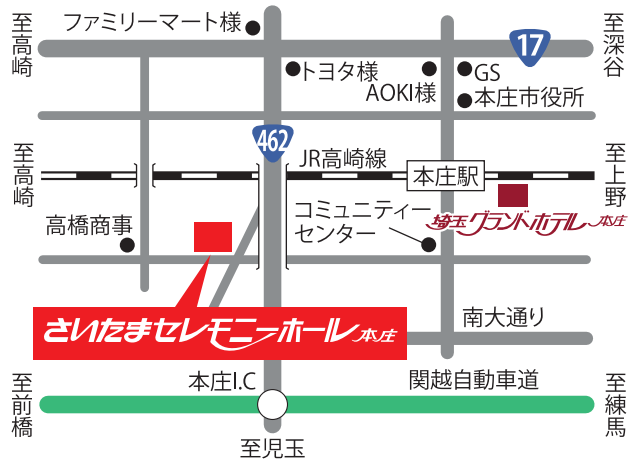 至高崎
ファミリーマート様
17
至深谷
トヨタ様
GS
AOKI様
本庄市役所
462
至高崎
JR高崎線
本庄駅
至上野
高橋商事
コミュニティー
センター
埼玉グランドホテル本庄
さいたまセレモニーホール本庄
南大通り
本庄I.C
関越自動車道
至前橋
至練馬
至児玉